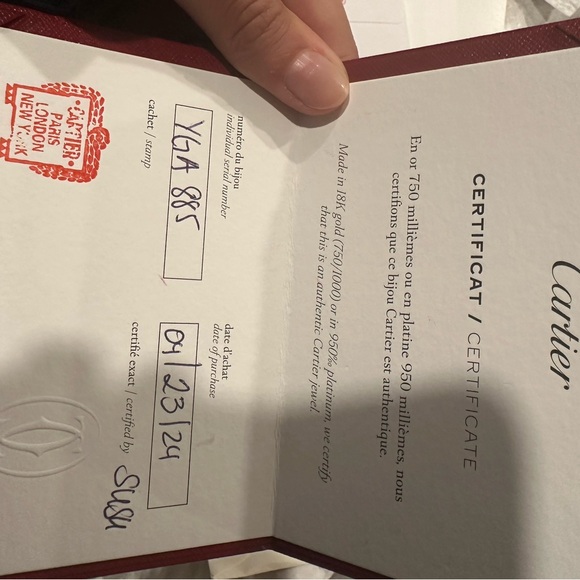 Cartier
CERTIFICAT / CERTIFICATE
En or 750 millièmes ou en platine 950 millièmes, nous
certifions que ce bijou Cartier est authentique.
Made in 18K gold (750/1000) or in 950‰ platinum, we certify
that this is an authentic Cartier jewel.
numéro du bijou
individual serial number
YGA 885
cachet / stamp
CARTIER
PARIS
LONDON
NEW YORK
date d'achat
date of purchase
04/23/24
certifié exact / certified by SUSU